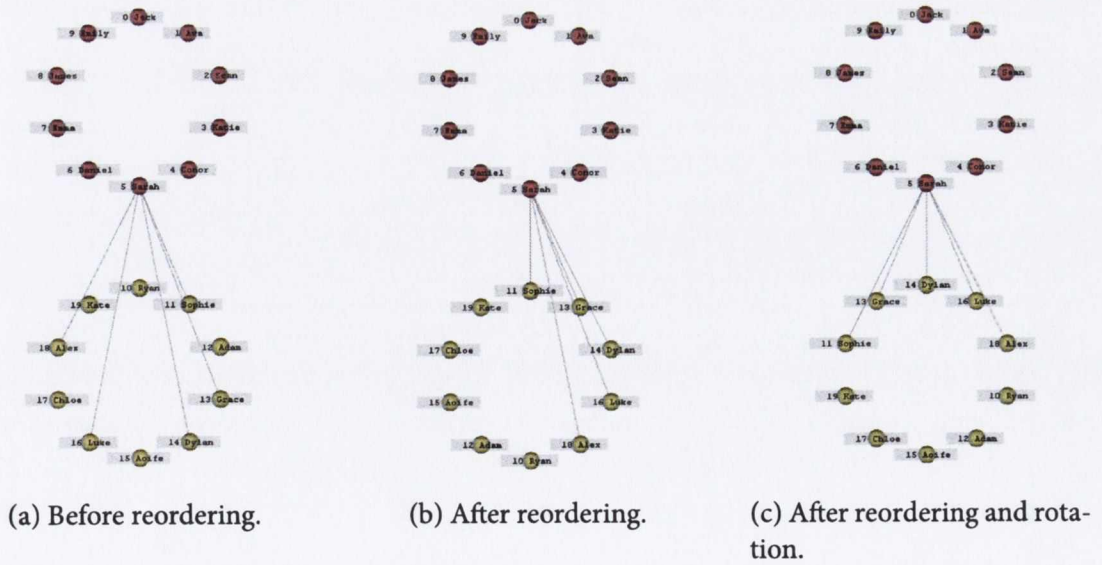 0 Jack
9 Emily
1 Ava
8 James
2 Sean
7 Emma
3 Katie
6 Daniel
4 Conor
5 Sarah
10 Ryan
19 Kate
11 Sophie
18 Alex
12 Adam
17 Chloe
13 Grace
16 Luke
14 Dylan
15 Aoife
(a) Before reordering.
0 Jack
9 Emily
1 Ava
8 James
2 Sean
7 Emma
3 Katie
6 Daniel
4 Conor
5 Sarah
11 Sophie
19 Kate
13 Grace
17 Chloe
14 Dylan
15 Aoife
16 Luke
12 Adam
18 Alex
10 Ryan
(b) After reordering.
0 Jack
9 Emily
1 Ava
8 James
2 Sean
7 Emma
3 Katie
6 Daniel
4 Conor
5 Sarah
14 Dylan
13 Grace
16 Luke
11 Sophie
18 Alex
19 Kate
10 Ryan
17 Chloe
12 Adam
15 Aoife
(c) After reordering and rota-
tion.